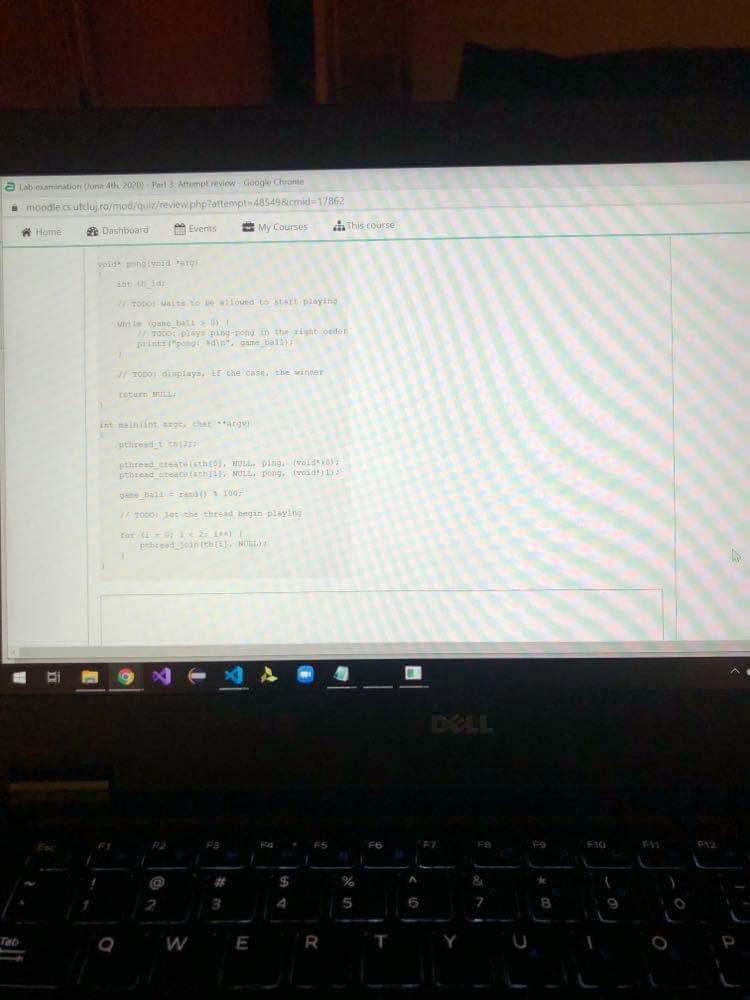 Lab examination (June 4th, 2020) - Part 3: Attempt review - Google Chrome
moodle.cs.utcluj.ro/mod/quiz/review.php?attempt=48549&cmid=17862
Home Dashboard Events My Courses This course
void* pong(void *arg)
{
int th_id;
// TODO: waits to be allowed to start playing
while (game_ball > 0) {
// TODO: plays ping-pong in the right order
printf("pong: %d\n", game_ball);
}
// TODO: displays, if the case, the winner
return NULL;
}
int main(int argc, char **argv)
{
pthread_t th[2];
pthread_create(&th[0], NULL, ping, (void*)0);
pthread_create(&th[1], NULL, pong, (void*)1);
game_ball = rand() % 100;
// TODO: let the thread begin playing
for (i = 0; i < 2; i++) {
pthread_join(th[i], NULL);
}
}
DELL
Esc F1 F2 F3 F4 F5 F6 F7 F8 F9 F10 F11 F12
~ ! @ # $ % ^ & * ( ) _
` 1 2 3 4 5 6 7 8 9 0 -
Tab Q W E R T Y U I O P